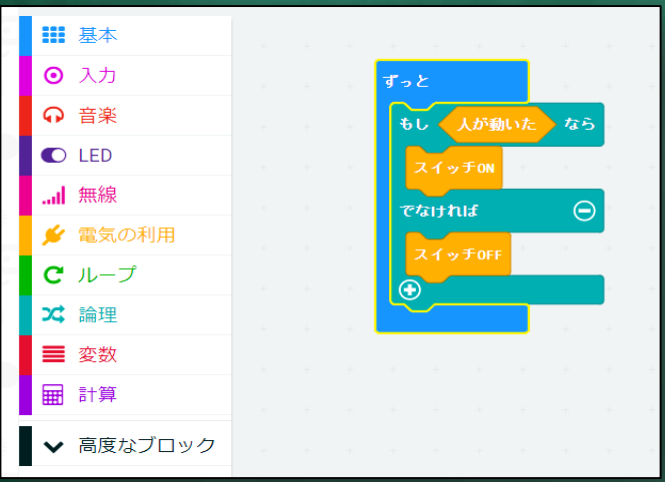 基本
入力
音楽
LED
無線
電気の利用
ループ
論理
変数
計算
高度なブロック
ずっと
もし 人が動いた なら
スイッチON
でなければ
スイッチOFF